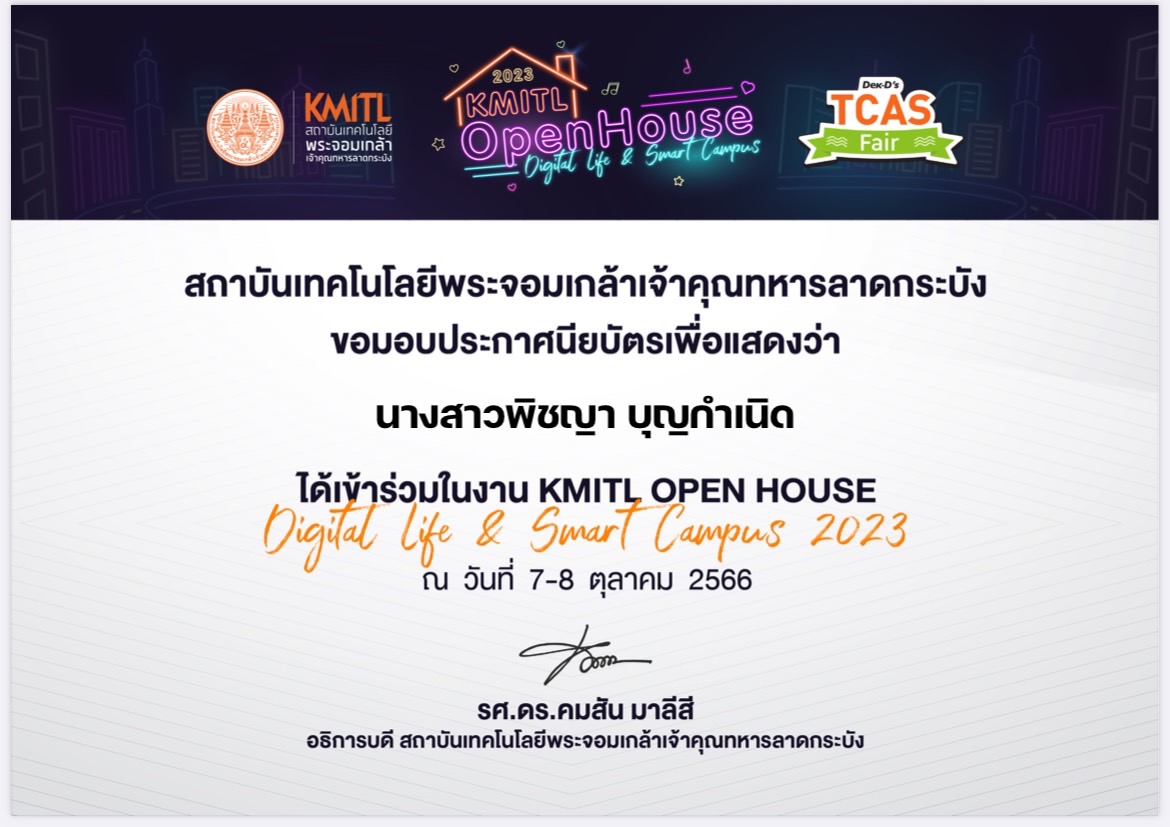 KMITL
สถาบันเทคโนโลยี
พระจอมเกล้า
เจ้าคุณทหารลาดกระบัง
2023
KMITL
OpenHouse
Digital Life & Smart Campus
Dek-D's
TCAS
Fair
สถาบันเทคโนโลยีพระจอมเกล้าเจ้าคุณทหารลาดกระบัง
ขอมอบประกาศนียบัตรเพื่อแสดงว่า
นางสาวพิชญา บุญกำเนิด
ได้เข้าร่วมในงาน KMITL OPEN HOUSE
Digital Life & Smart Campus 2023
ณ วันที่ 7-8 ตุลาคม 2566
รศ.ดร.คมสัน มาลีสี
อธิการบดี สถาบันเทคโนโลยีพระจอมเกล้าเจ้าคุณทหารลาดกระบัง